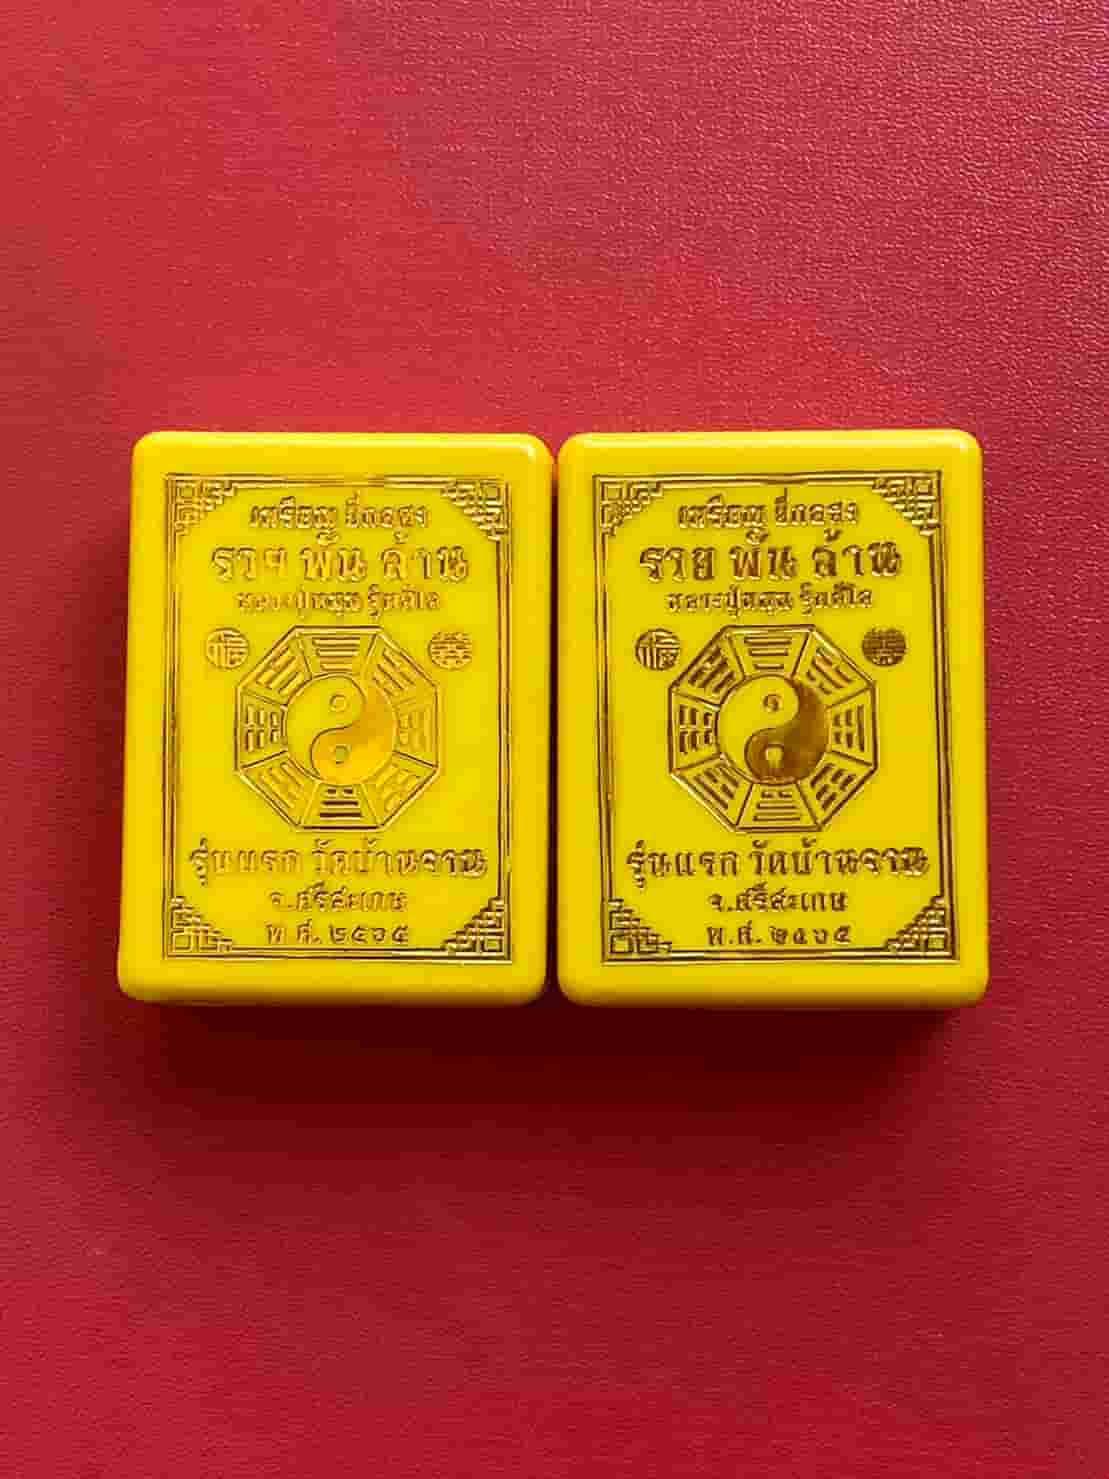 เหรียญ ยี่กอฮง
รวย พัน ล้าน
หลวงปู่หมุน ฐิตสีโล
福
รุ่นแรก วัดบ้านจาน
จ.ศรีสะเกษ
พ.ศ. ๒๕๖๕
เหรียญ ยี่กอฮง
รวย พัน ล้าน
หลวงปู่หมุน ฐิตสีโล
福
รุ่นแรก วัดบ้านจาน
จ.ศรีสะเกษ
พ.ศ. ๒๕๖๕